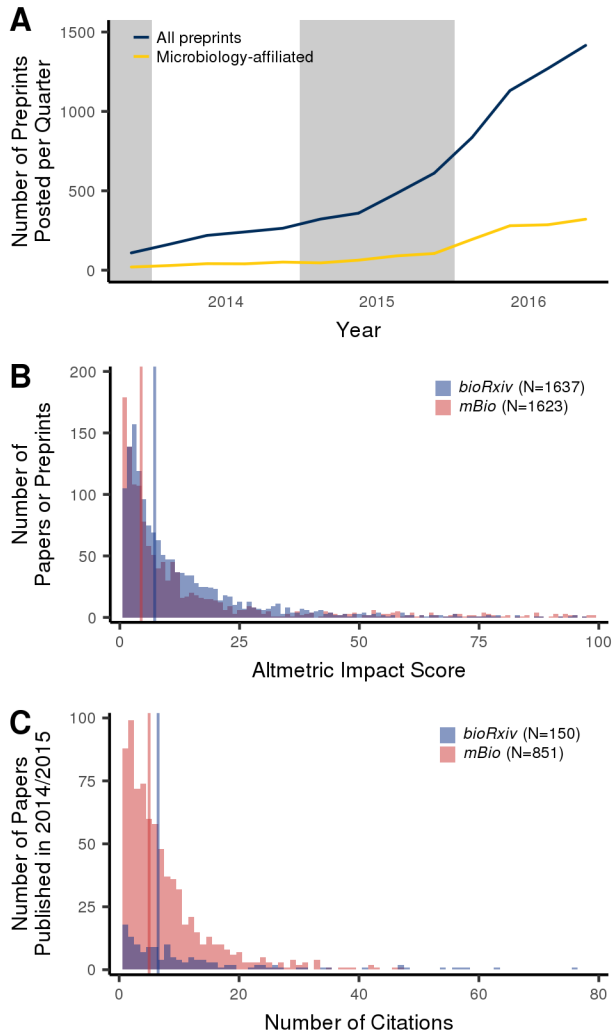 A
Number of Preprints
Posted per Quarter
1500
1000
500
0
All preprints
Microbiology-affiliated
2014
2015
2016
Year
B
Number of
Papers or Preprints
200
150
100
50
0
bioRxiv (N=1637)
mBio (N=1623)
0
25
50
75
100
Altmetric Impact Score
C
Number of Papers
Published in 2014/2015
100
75
50
25
0
bioRxiv (N=150)
mBio (N=851)
0
20
40
60
80
Number of Citations